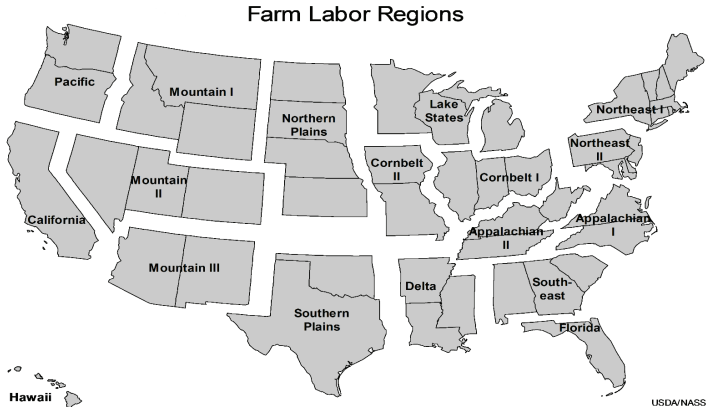 Farm Labor Regions
Pacific
Mountain I
Northern
Plains
Lake
States
Northeast I
Northeast
II
Cornbelt
II
Cornbelt I
Mountain
II
California
Appalachian
I
Appalachian
II
Mountain III
Delta
South-
east
Southern
Plains
Florida
Hawaii
USDA/NASS